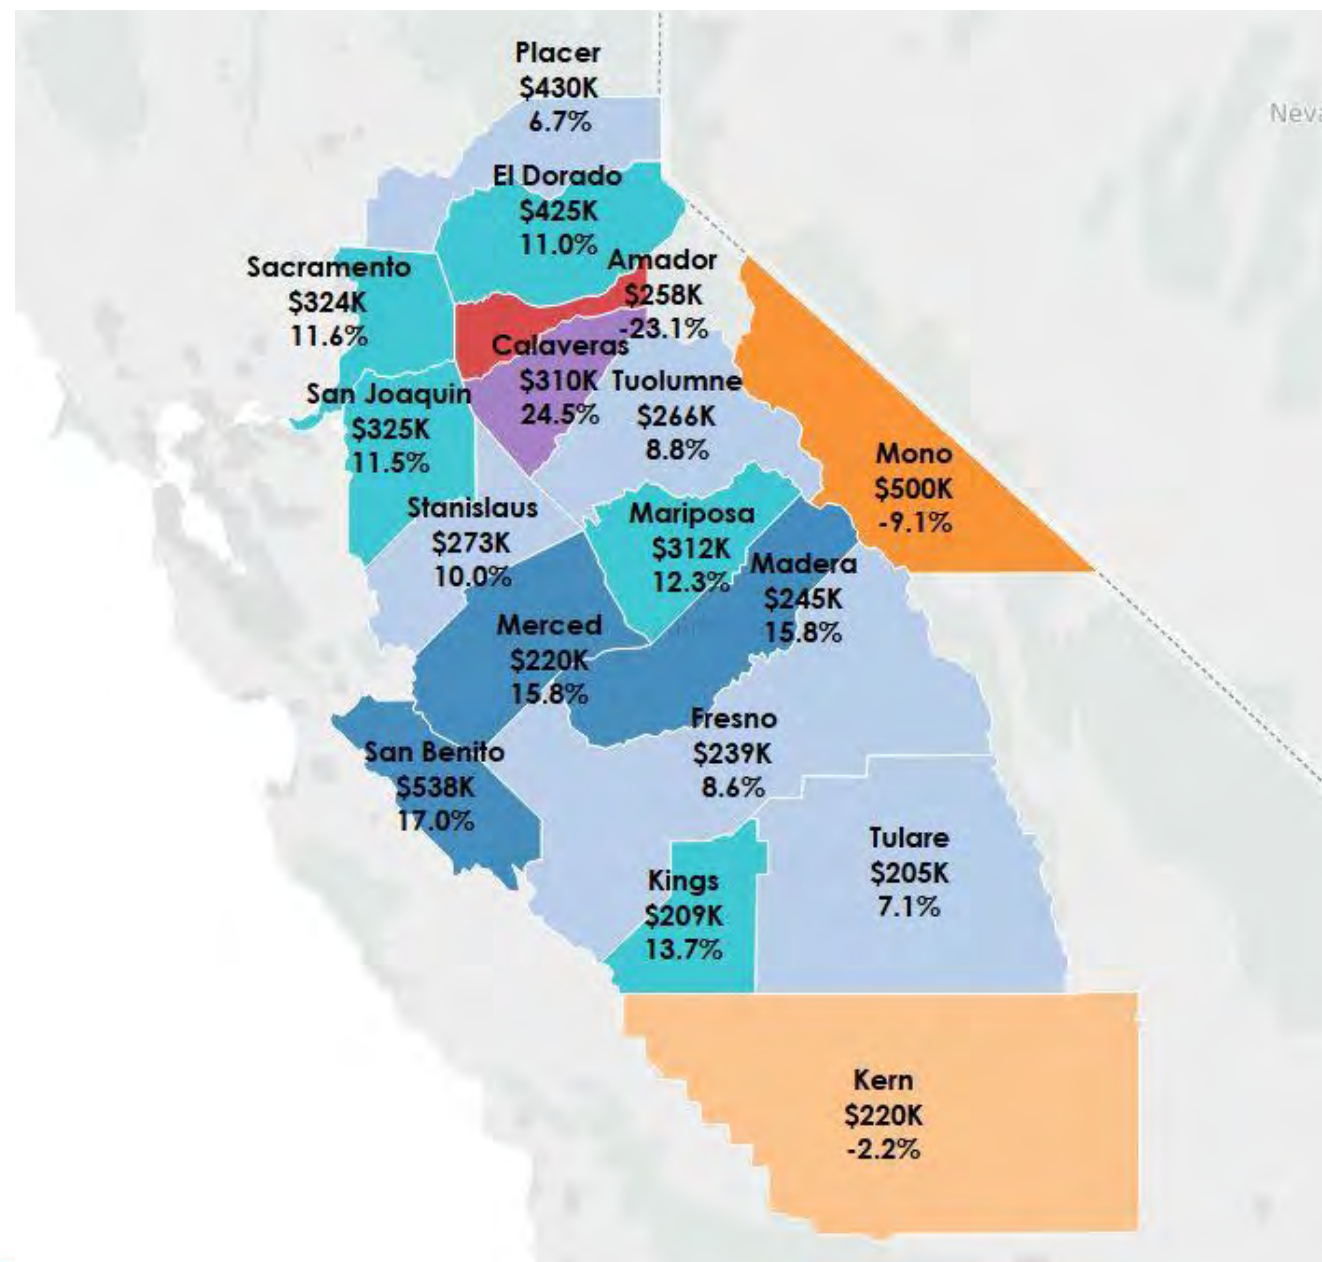 Placer
$430K
6.7%
Neva
El Dorado
$425K
11.0%
Sacramento
$324K
11.6%
Amador
$258K
-23.1%
Calaveras
$310K
24.5%
Tuolumne
$266K
8.8%
San Joaquin
$325K
11.5%
Mono
$500K
-9.1%
Stanislaus
$273K
10.0%
Mariposa
$312K
12.3%
Madera
$245K
15.8%
Merced
$220K
15.8%
Fresno
$239K
8.6%
San Benito
$538K
17.0%
Tulare
$205K
7.1%
Kings
$209K
13.7%
Kern
$220K
-2.2%